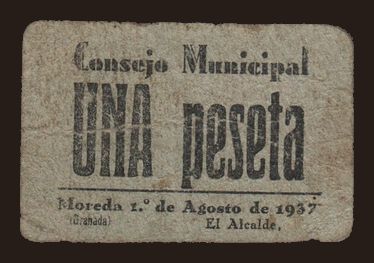 Consejo Municipal
UNA peseta
Moreda 1.º de Agosto de 1937
(Granada) El Alcalde,